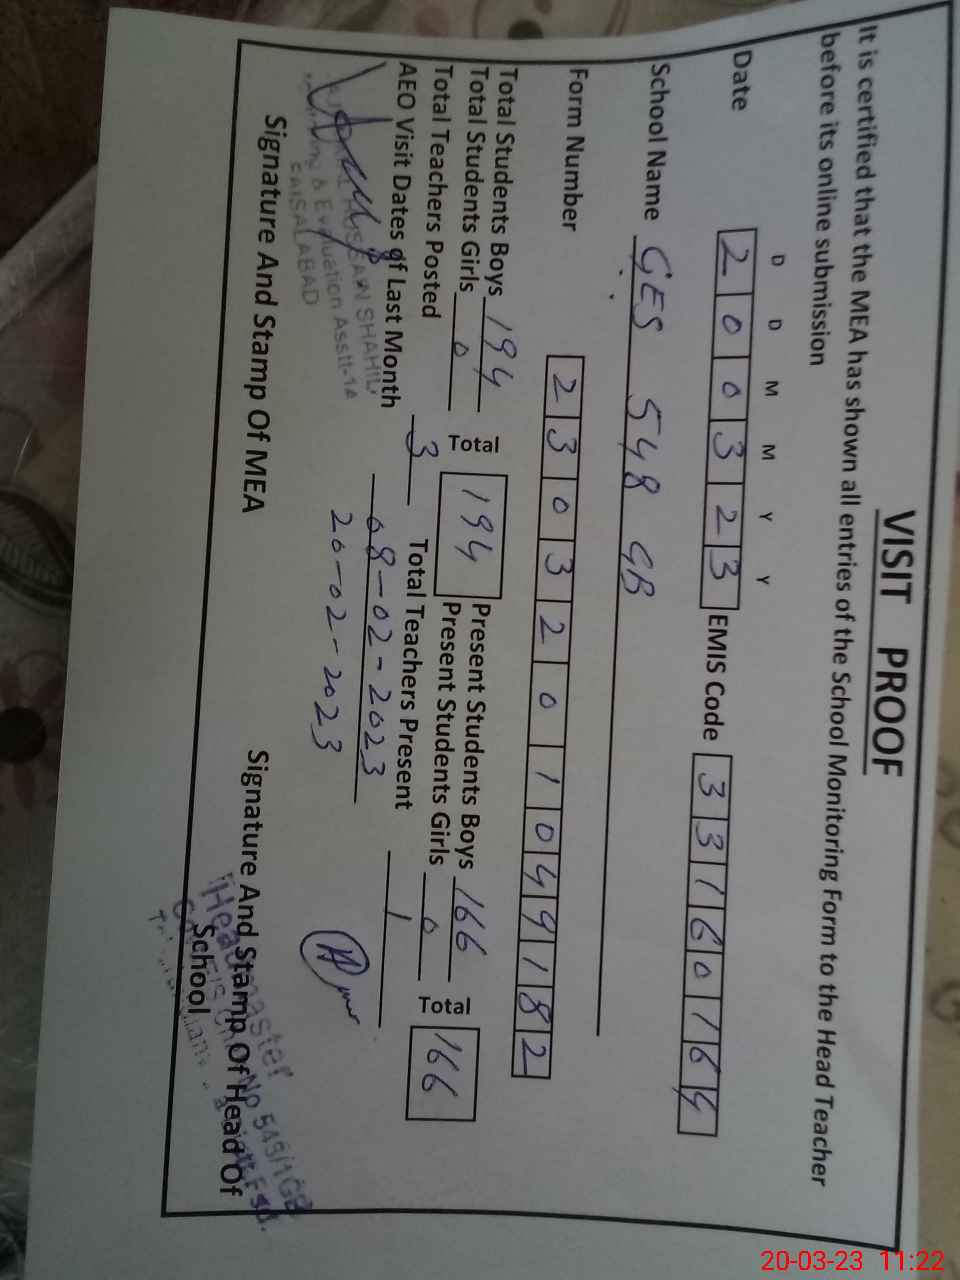 VISIT PROOF
It is certified that the MEA has shown all entries of the School Monitoring Form to the Head Teacher
before its online submission
D D M M Y Y
Date 2 0 0 3 2 3 EMIS Code 3 3 1 6 0 1 6 4
School Name GES 548 GB
Form Number 2 3 0 3 2 0 1 0 4 9 1 8 2
Total Students Boys 194 Total 194 Present Students Boys 166 Total 166
Total Students Girls 0 Present Students Girls 0
Total Teachers Posted 3 Total Teachers Present 1
AEO Visit Dates of Last Month 08-02-2023
20-02-2023
HUSSAIN SHAHID
& Evaluation Asstt-1A
FAISALABAD
Signature And Stamp Of MEA
Signature And Stamp Of Head Of
School
Headmaster
20-03-23 11:22